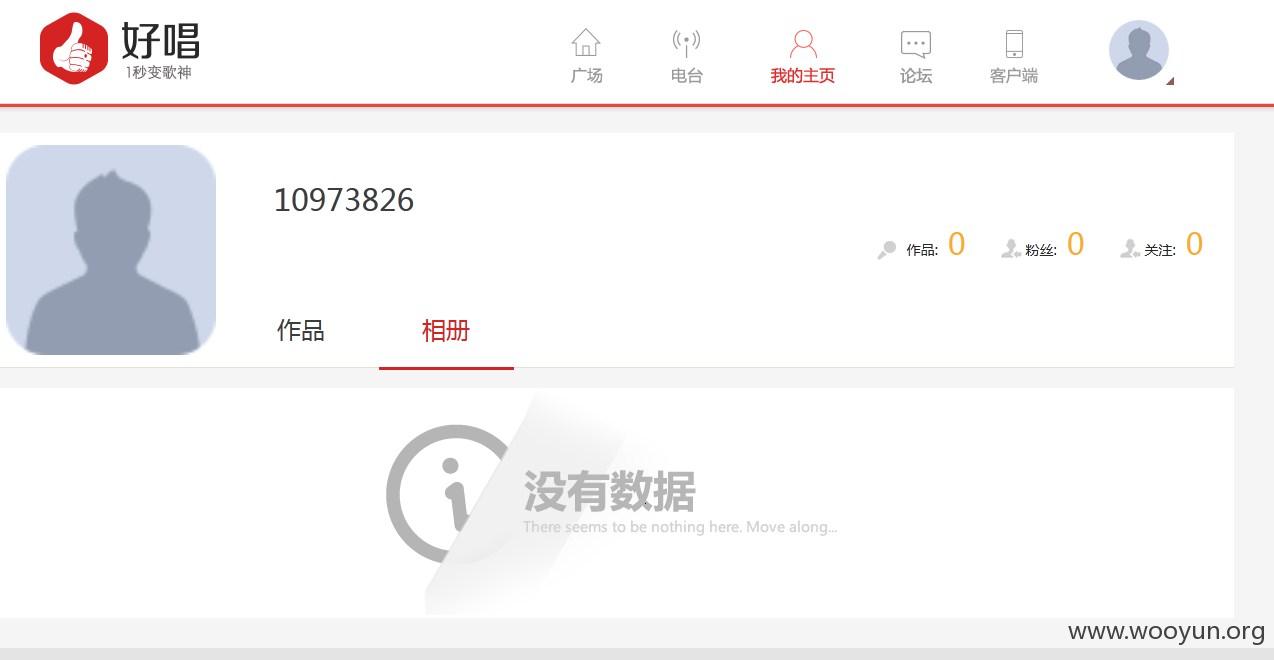 好唱
1秒变歌神
广场
电台
我的主页
论坛
客户端
10973826
作品: 0
粉丝: 0
关注: 0
作品
相册
没有数据
There seems to be nothing here. Move along...
www.wooyun.org